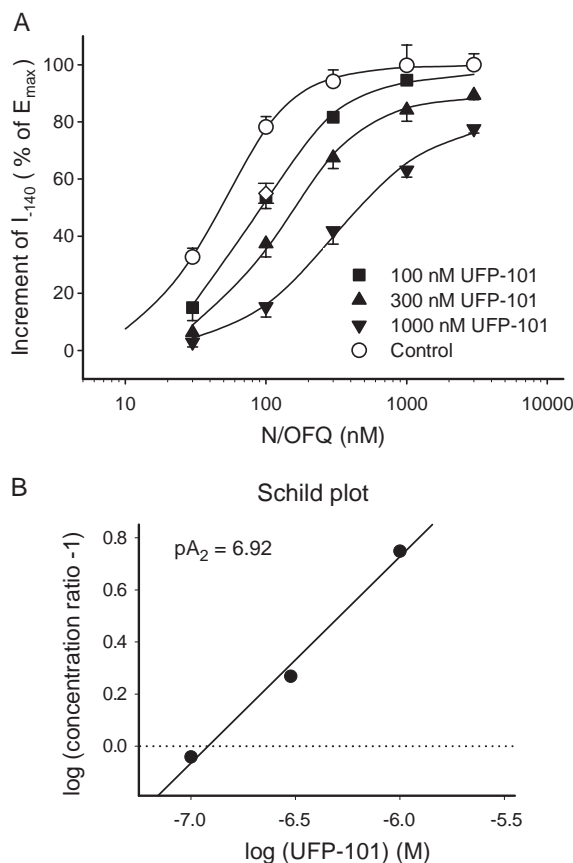 A
Increment of I-140 ( % of Emax)
100
80
60
40
20
0
100 nM UFP-101
300 nM UFP-101
1000 nM UFP-101
Control
10 100 1000 10000
N/OFQ (nM)
B
Schild plot
pA2 = 6.92
log (concentration ratio -1)
0.8
0.6
0.4
0.2
0.0
-7.0 -6.5 -6.0 -5.5
log (UFP-101) (M)